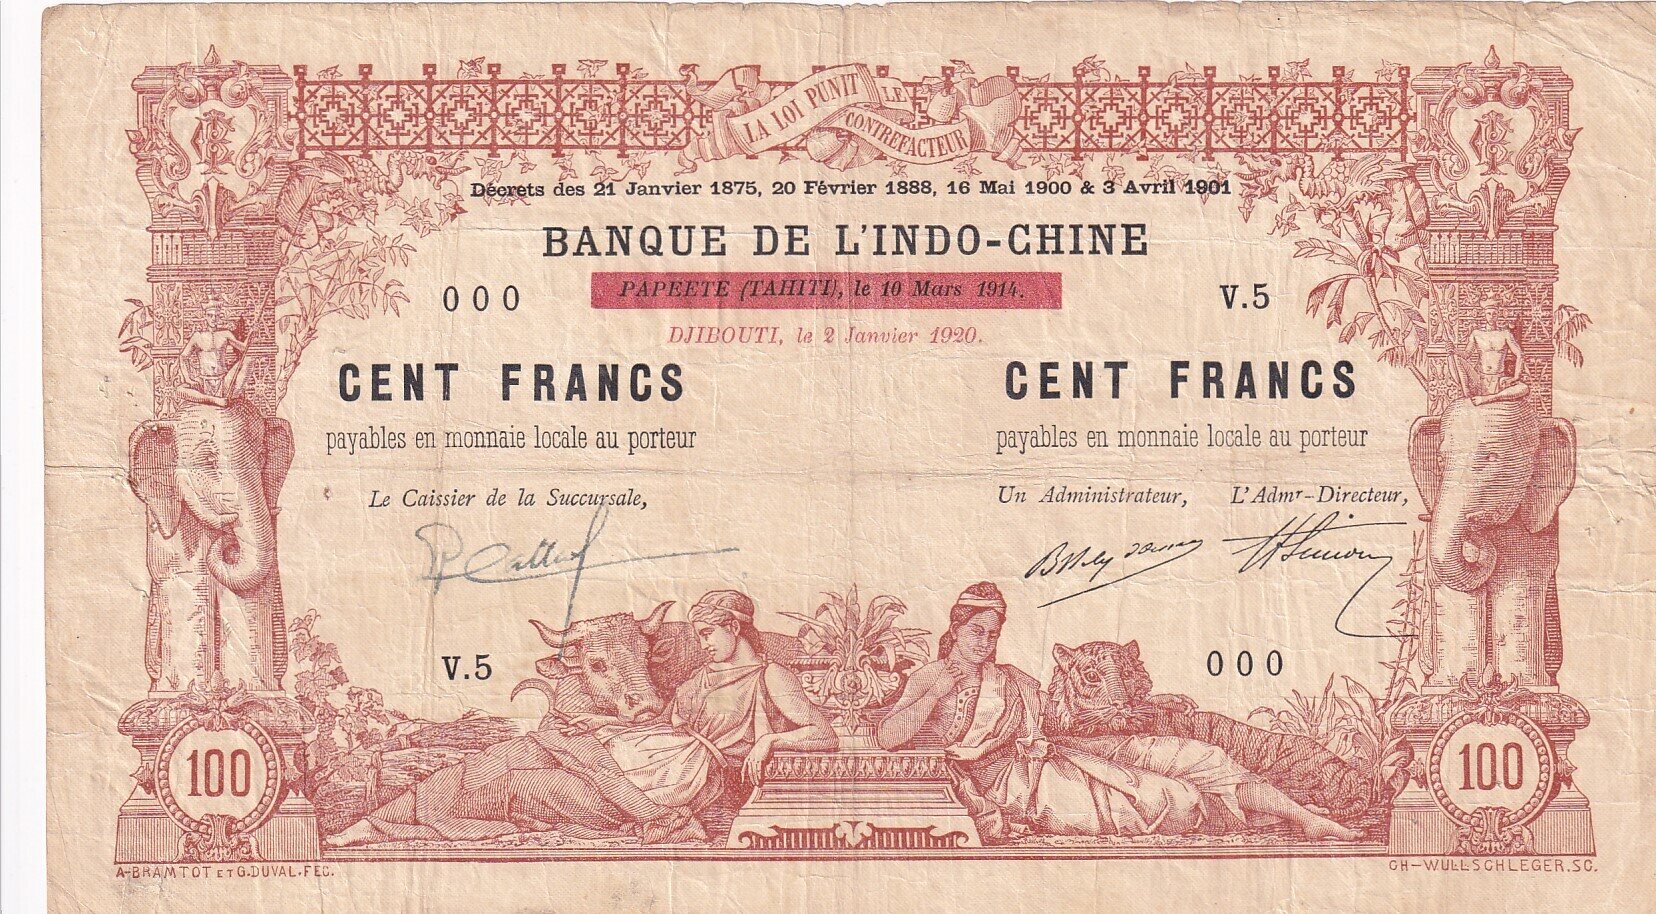 LA LOI PUNIT LE
CONTREFACTEUR
Décrets des 21 Janvier 1875, 20 Février 1888, 16 Mai 1900 & 3 Avril 1901
BANQUE DE L'INDO-CHINE
000
PAPEETE (TAHITI), le 10 Mars 1914.
V.5
DJIBOUTI, le 2 Janvier 1920.
CENT FRANCS
CENT FRANCS
payables en monnaie locale au porteur
payables en monnaie locale au porteur
Le Caissier de la Succursale,
Un Administrateur,
L'Admr-Directeur,
V.5
000
100
100
A-BRAMTOT ET G.DUVAL.FEC.
CH-WULLSCHLEGER.SC.